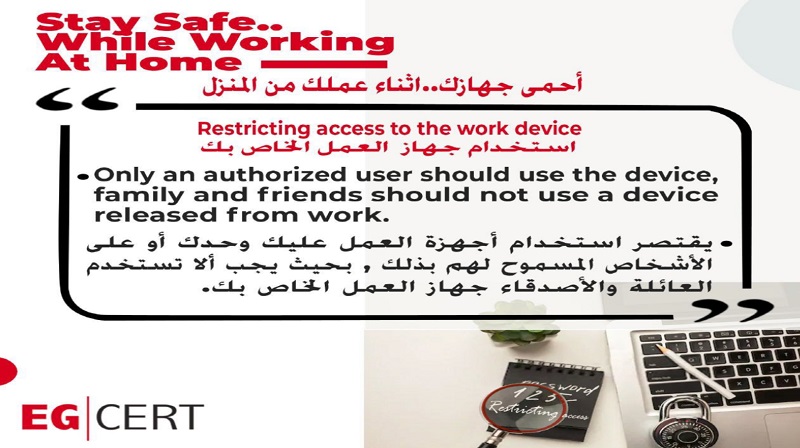 Stay Safe..
While Working
At Home
أحمى جهازك..اثناء عملك من المنزل
Restricting access to the work device
استخدام جهاز العمل الخاص بك
• Only an authorized user should use the device,
family and friends should not use a device
released from work.
• يقتصر استخدام أجهزة العمل عليك وحدك أو على
الأشخاص المسموح لهم بذلك , بحيث يجب ألا تستخدم
العائلة والأصدقاء جهاز العمل الخاص بك.
PASSWORD
Restricting access
EG|CERT